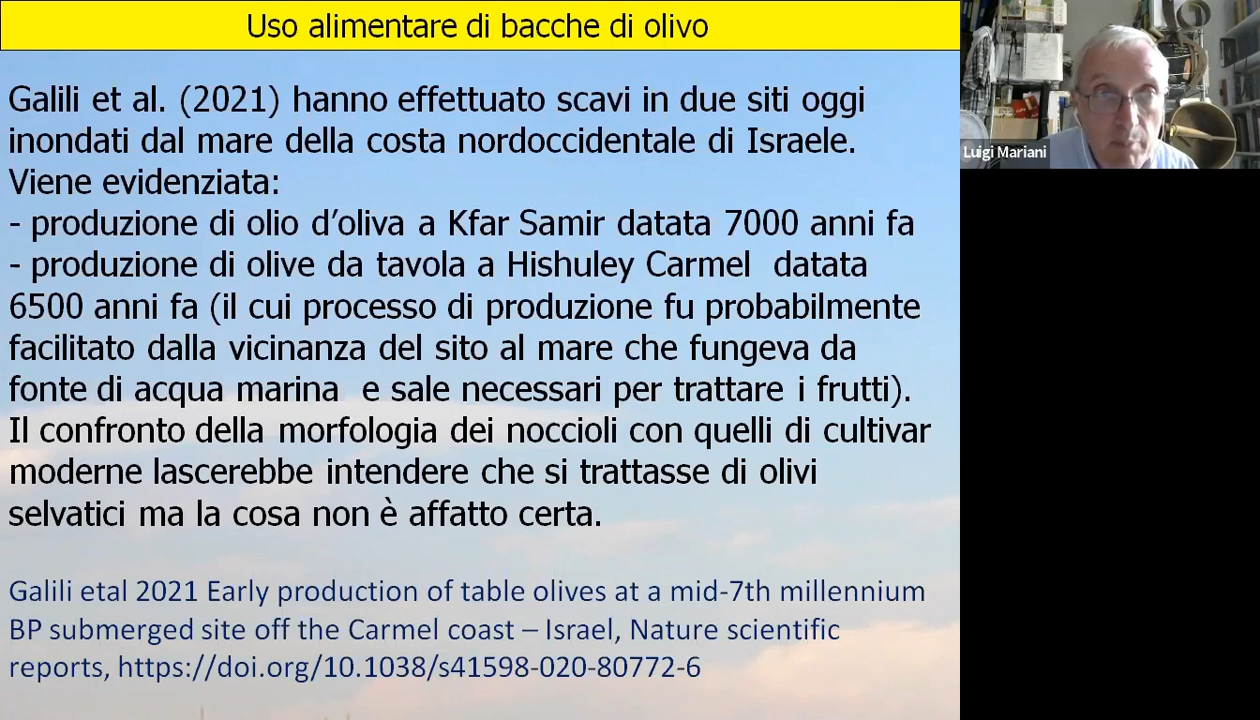 Uso alimentare di bacche di olivo
Galili et al. (2021) hanno effettuato scavi in due siti oggi
inondati dal mare della costa nordoccidentale di Israele.
Viene evidenziata:
- produzione di olio d’oliva a Kfar Samir datata 7000 anni fa
- produzione di olive da tavola a Hishuley Carmel  datata
6500 anni fa (il cui processo di produzione fu probabilmente
facilitato dalla vicinanza del sito al mare che fungeva da
fonte di acqua marina  e sale necessari per trattare i frutti).
Il confronto della morfologia dei noccioli con quelli di cultivar
moderne lascerebbe intendere che si trattasse di olivi
selvatici ma la cosa non è affatto certa.
Galili etal 2021 Early production of table olives at a mid-7th millennium
BP submerged site off the Carmel coast – Israel, Nature scientific
reports, https://doi.org/10.1038/s41598-020-80772-6
Luigi Mariani